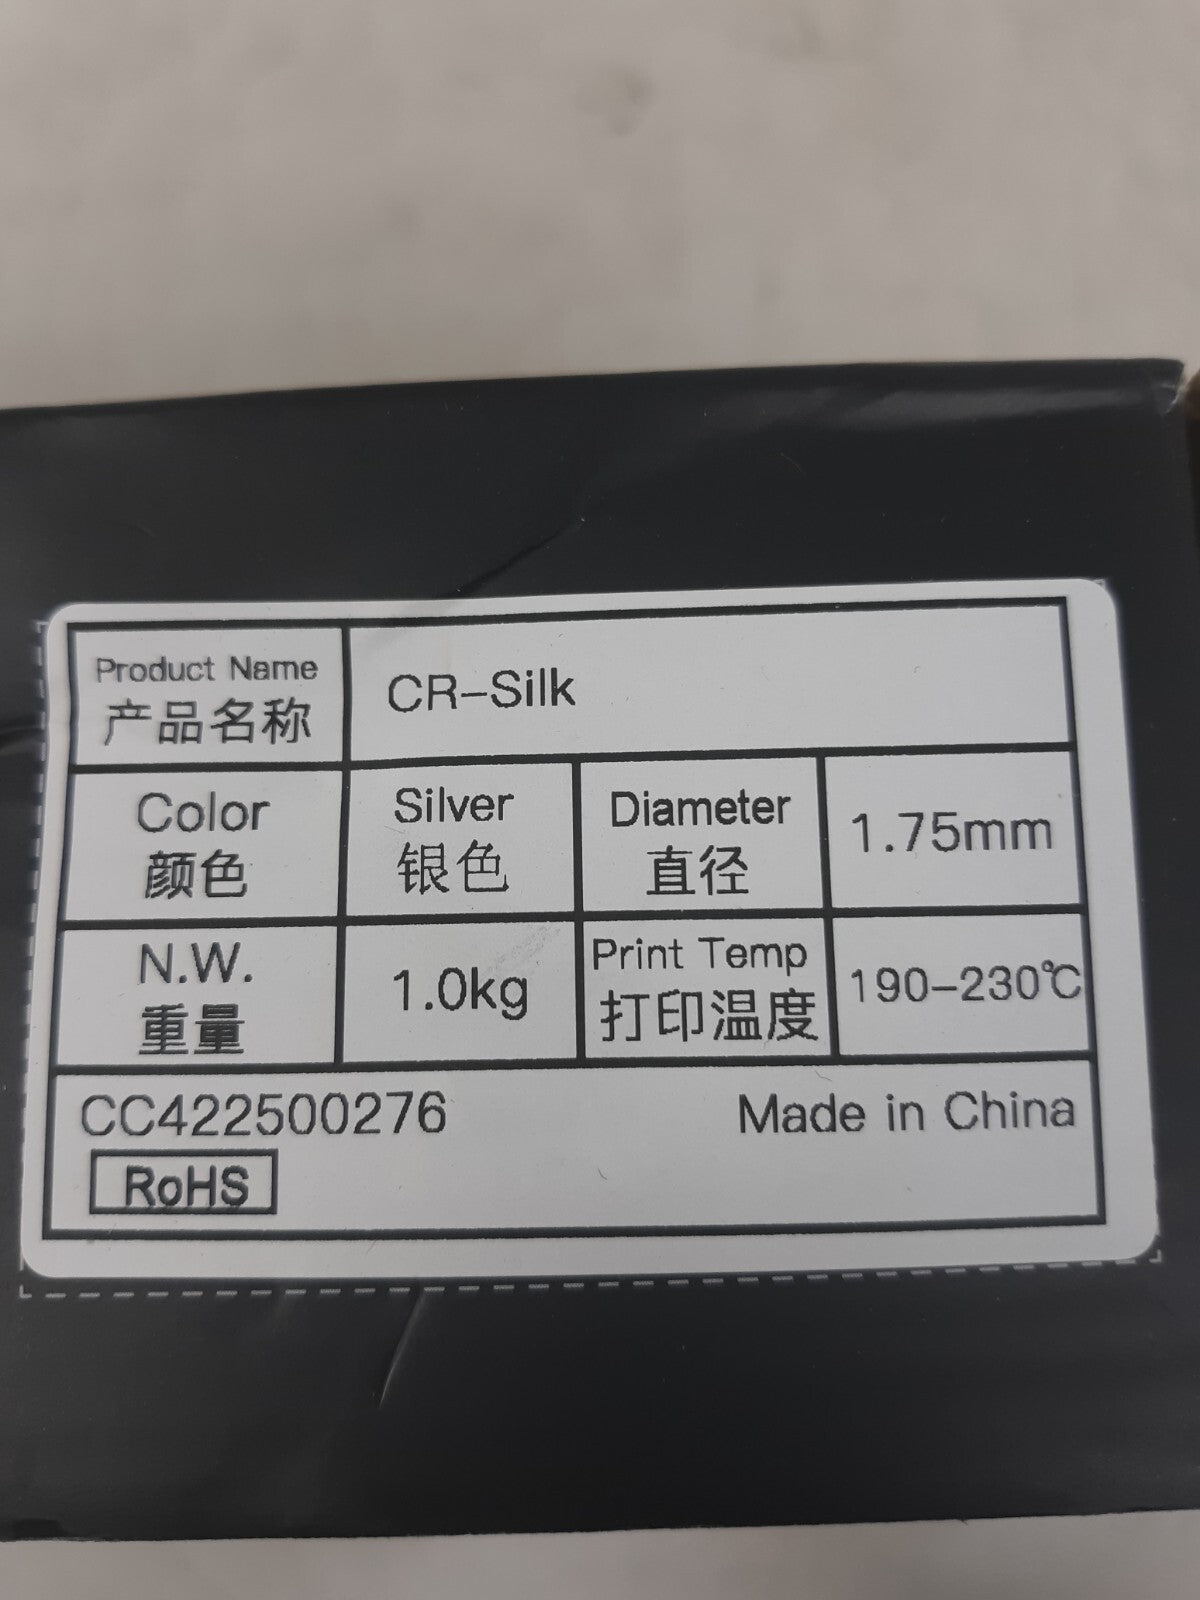 Product Name
产品名称
CR-Silk
Color
颜色
Silver
银色
Diameter
直径
1.75mm
N.W.
重量
1.0kg
Print Temp
打印温度
190-230℃
CC422500276
Made in China
RoHS